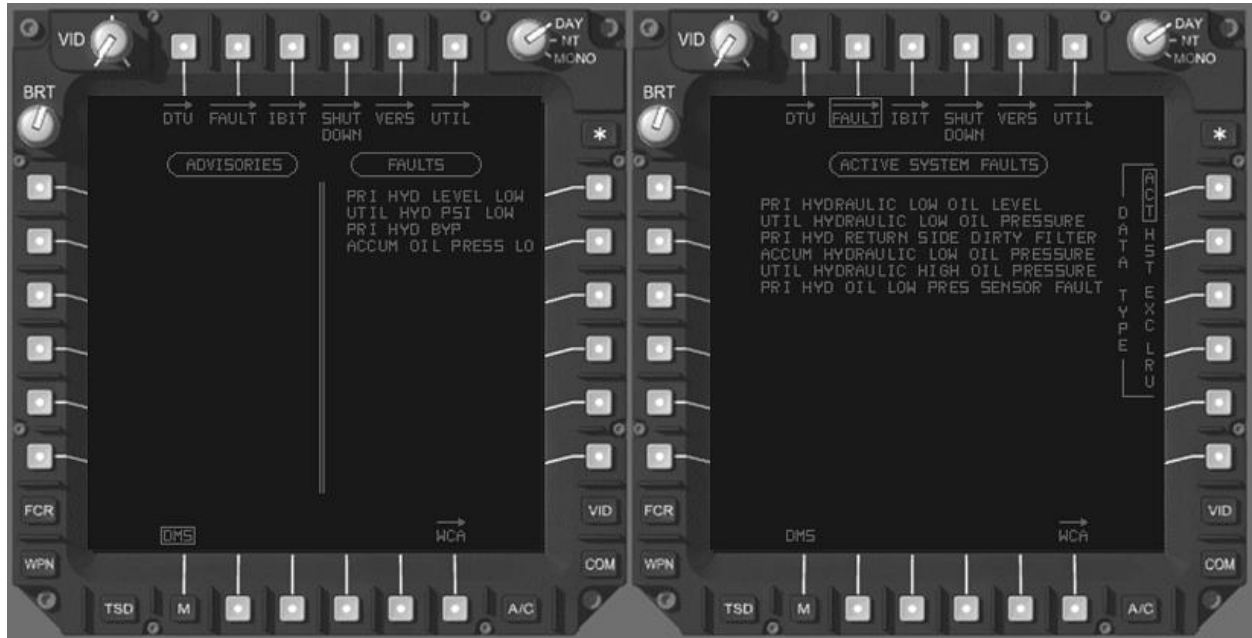 VID
DAY
NT
MONO
BRT
DTU FAULT IBIT SHUT DOWN VERS UTIL
*
ADVISORIES
FAULTS
PRI HYD LEVEL LOW
UTIL HYD PSI LOW
PRI HYD BYP
ACCUM OIL PRESS LO
FCR
VID
DMS
WCA
WPN
COM
TSD
M
A/C
VID
DAY
NT
MONO
BRT
DTU FAULT IBIT SHUT DOWN VERS UTIL
*
ACTIVE SYSTEM FAULTS
PRI HYDRAULIC LOW OIL LEVEL
UTIL HYDRAULIC LOW OIL PRESSURE
PRI HYD RETURN SIDE DIRTY FILTER
ACCUM HYDRAULIC LOW OIL PRESSURE
UTIL HYDRAULIC HIGH OIL PRESSURE
PRI HYD OIL LOW PRES SENSOR FAULT
DATA TYPE
ACT HST EXC LRU
FCR
VID
DMS
WCA
WPN
COM
TSD
M
A/C